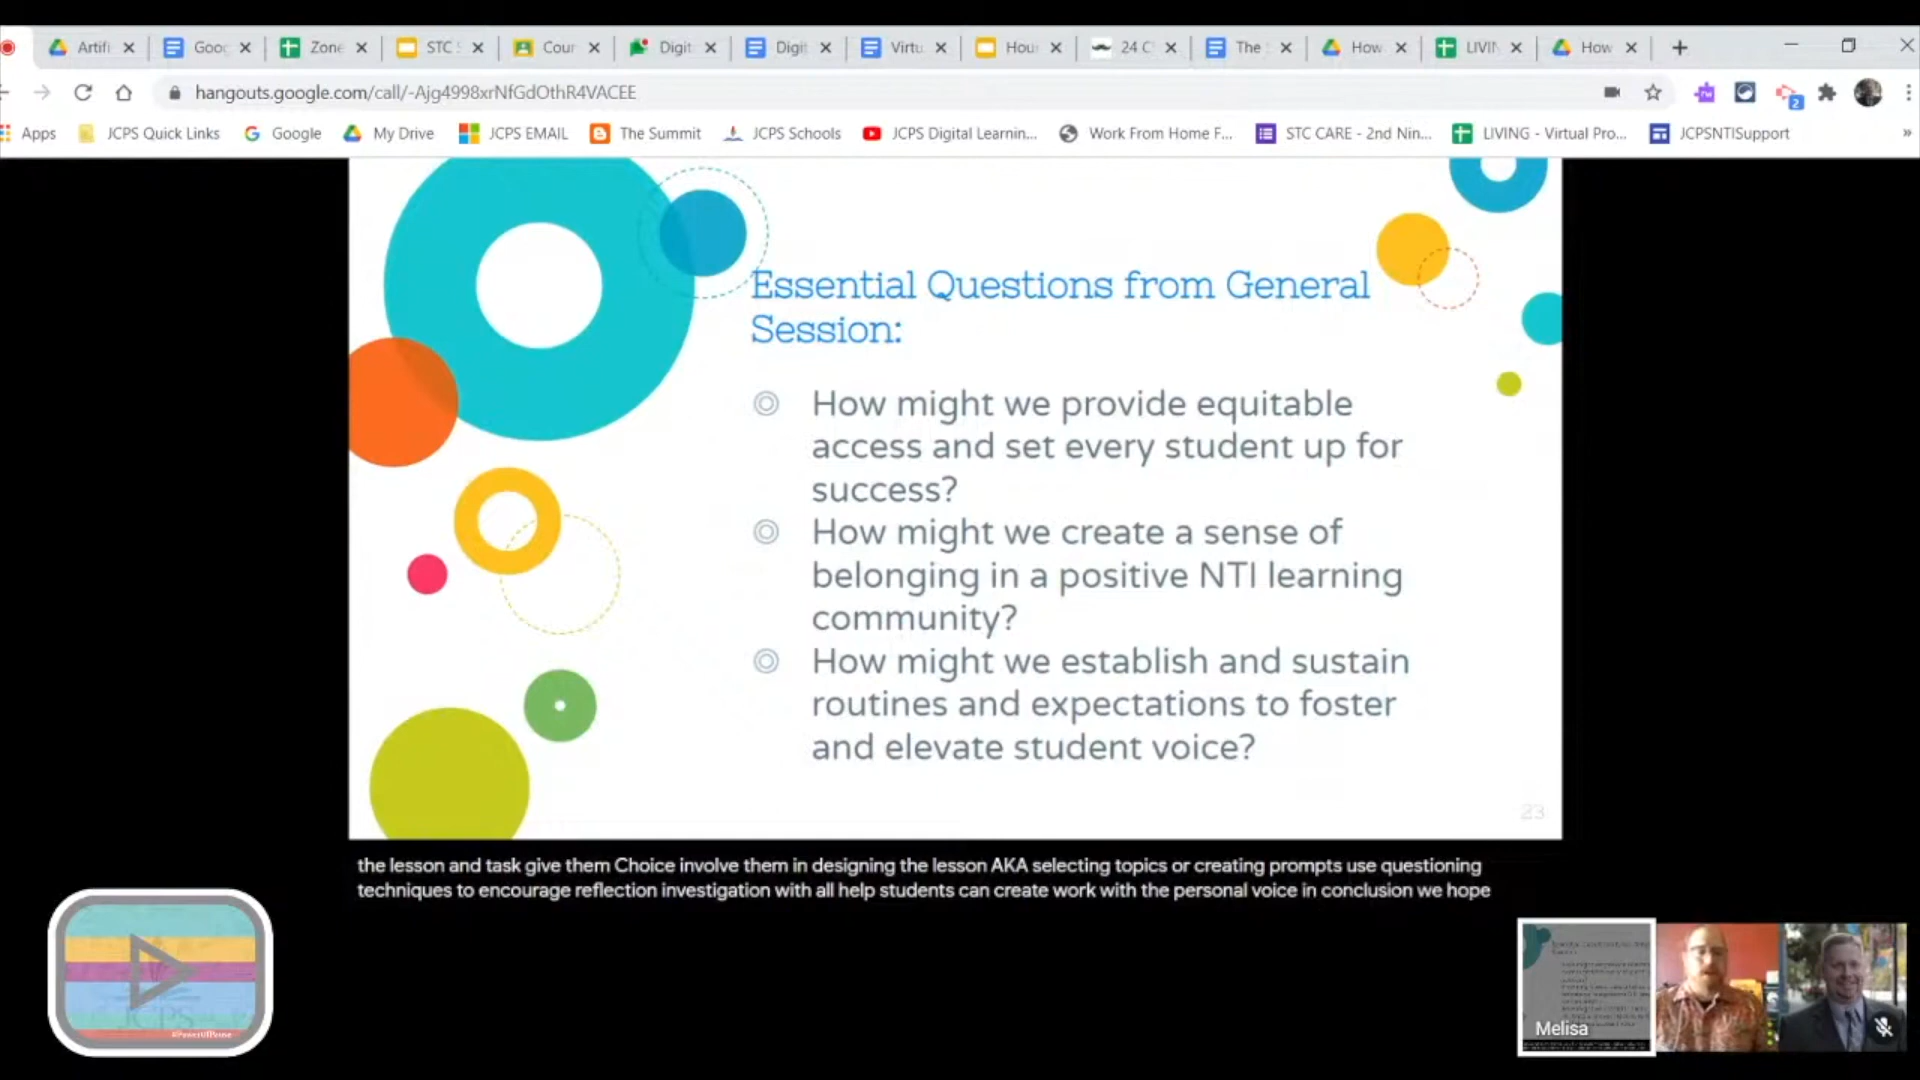 Artifi
Goog
Zone
STC
Cour
Digit
Digit
Virtu
Hou
24 C
The
How
LIVIN
How
hangouts.google.com/call/-Ajg4998xrNfGdOthR4VACEE
2
Apps
JCPS Quick Links
Google
My Drive
JCPS EMAIL
The Summit
JCPS Schools
JCPS Digital Learnin...
Work From Home F...
STC CARE - 2nd Nin...
LIVING - Virtual Pro...
JCPSNTISupport
»
Essential Questions from General
Session:
How might we provide equitable
access and set every student up for
success?
How might we create a sense of
belonging in a positive NTI learning
community?
How might we establish and sustain
routines and expectations to foster
and elevate student voice?
23
the lesson and task give them Choice involve them in designing the lesson AKA selecting topics or creating prompts use questioning
techniques to encourage reflection investigation with all help students can create work with the personal voice in conclusion we hope
JCPS
Melisa